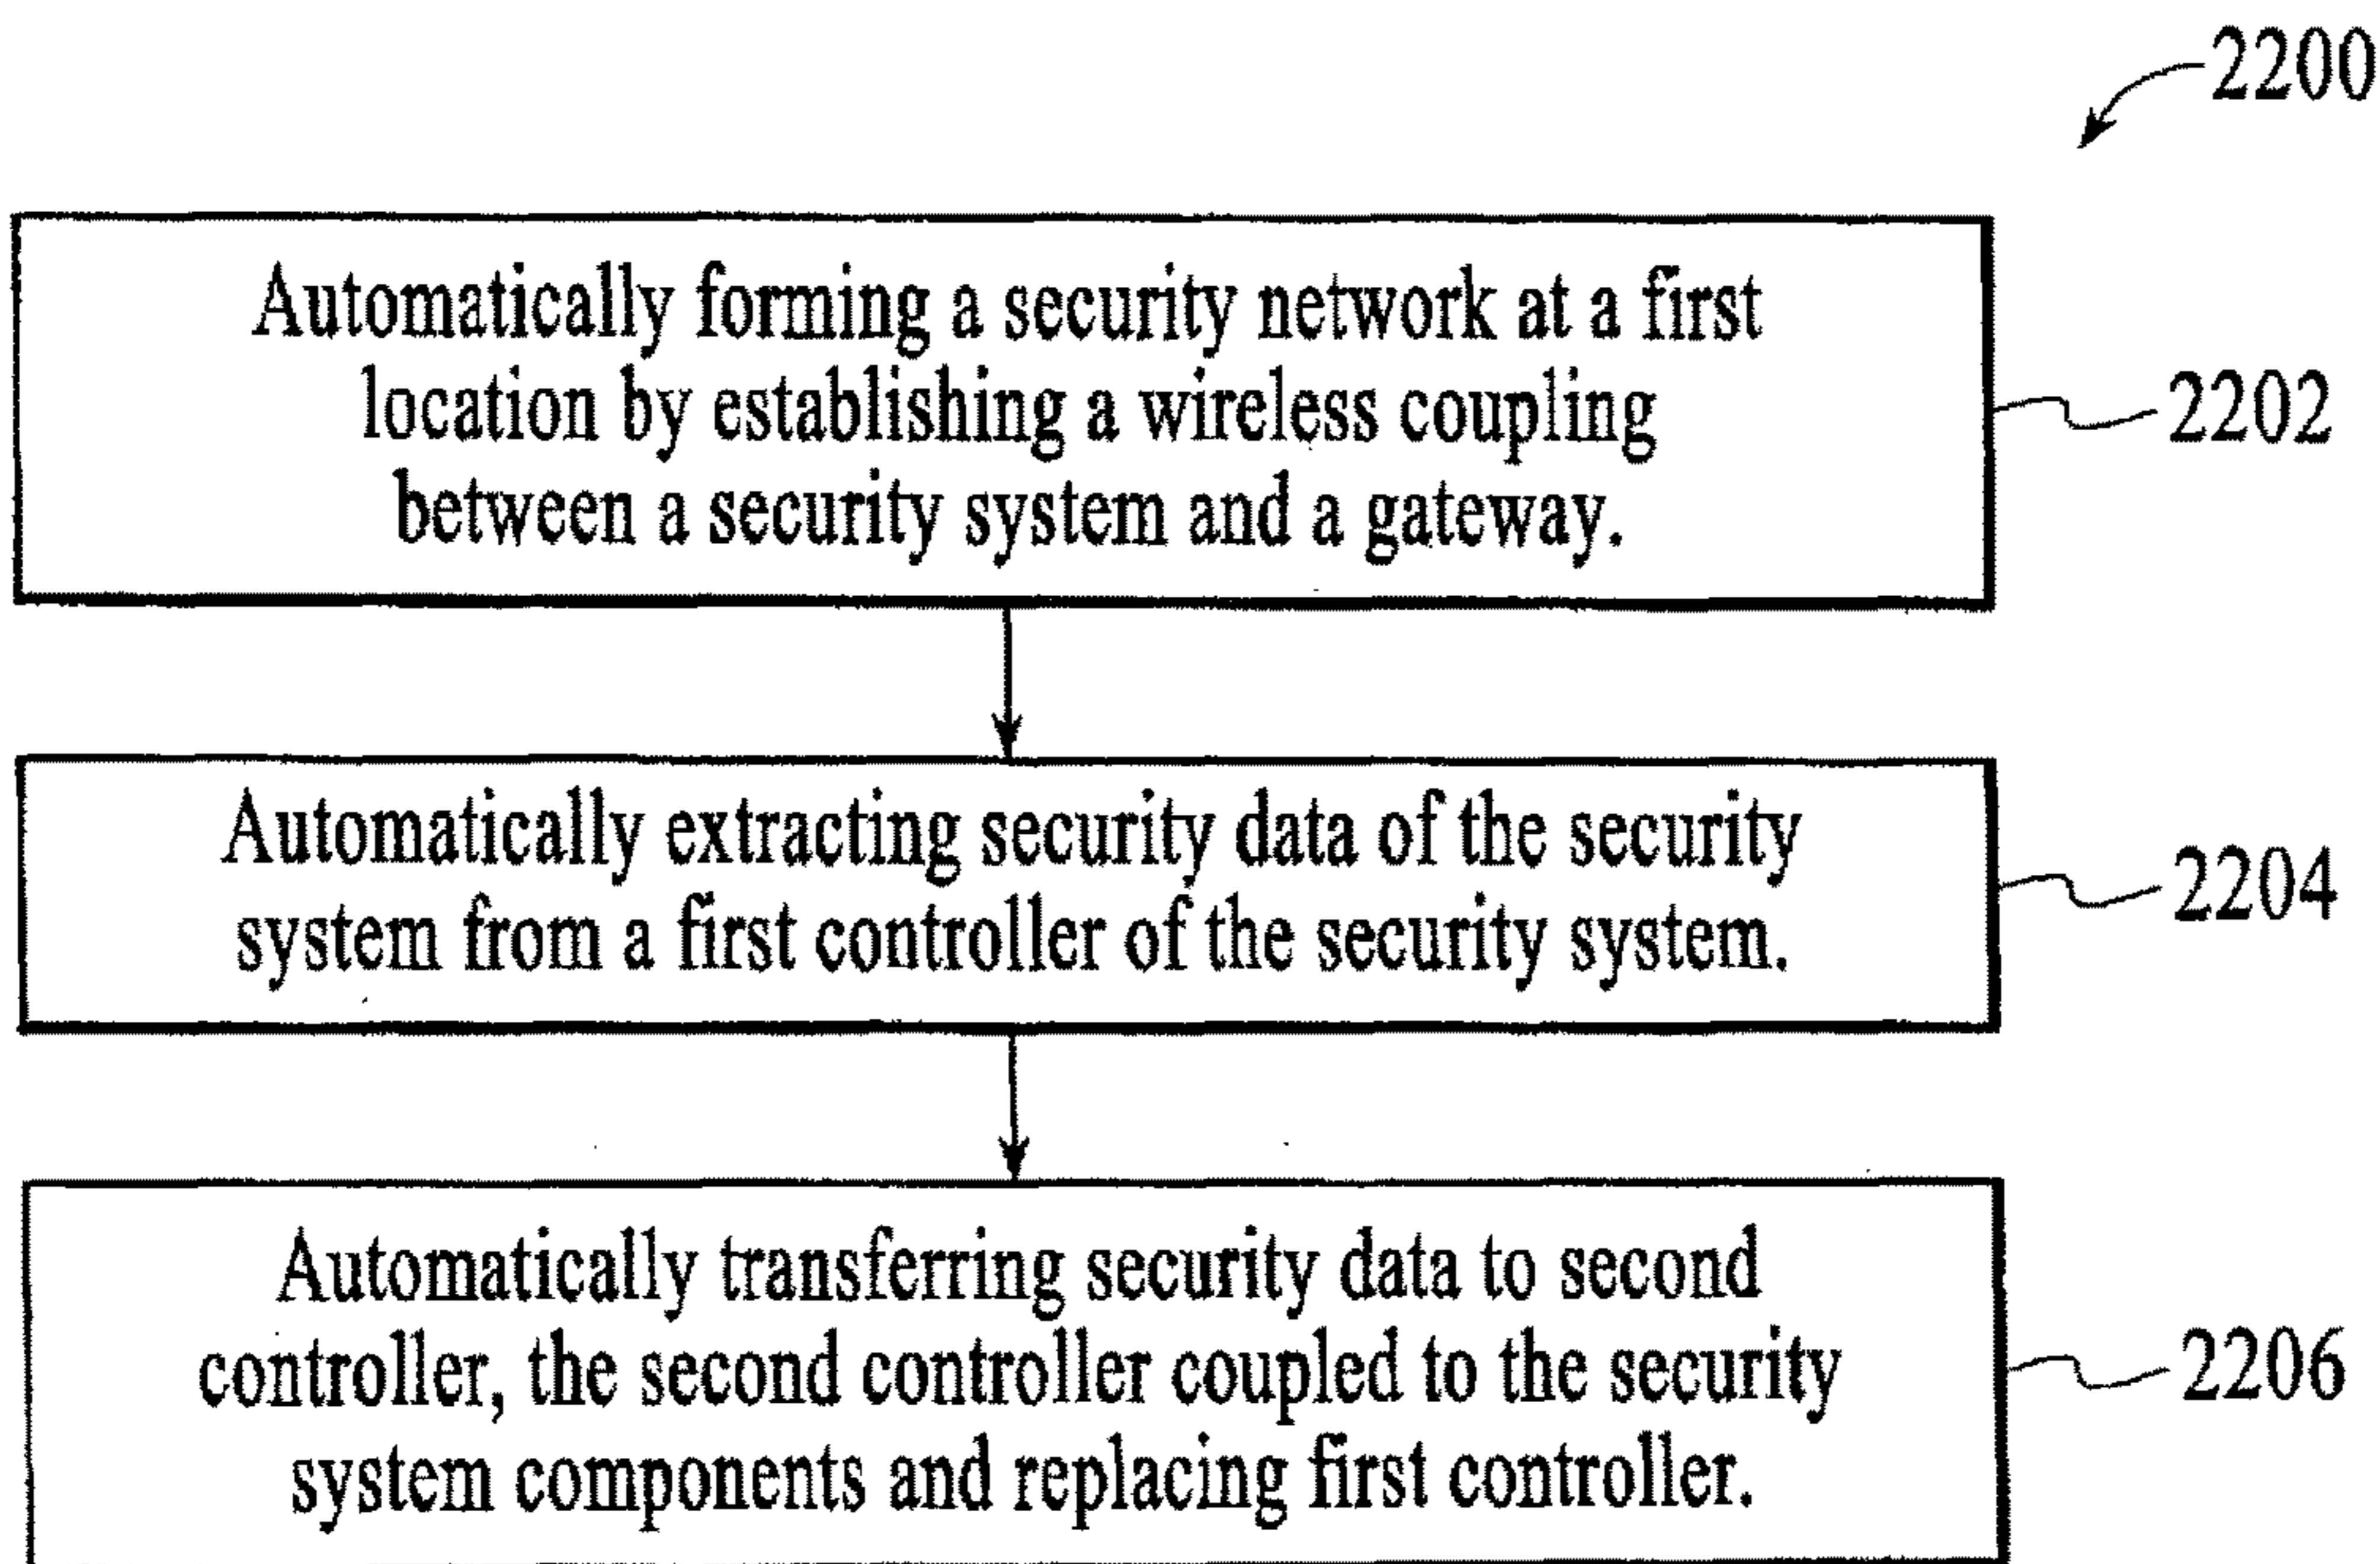 2200
Automatically forming a security network at a first
location by establishing a wireless coupling
between a security system and a gateway.
2202
Automatically extracting security data of the security
system from a first controller of the security system.
2204
Automatically transferring security data to second
controller, the second controller coupled to the security
system components and replacing first controller.
2206